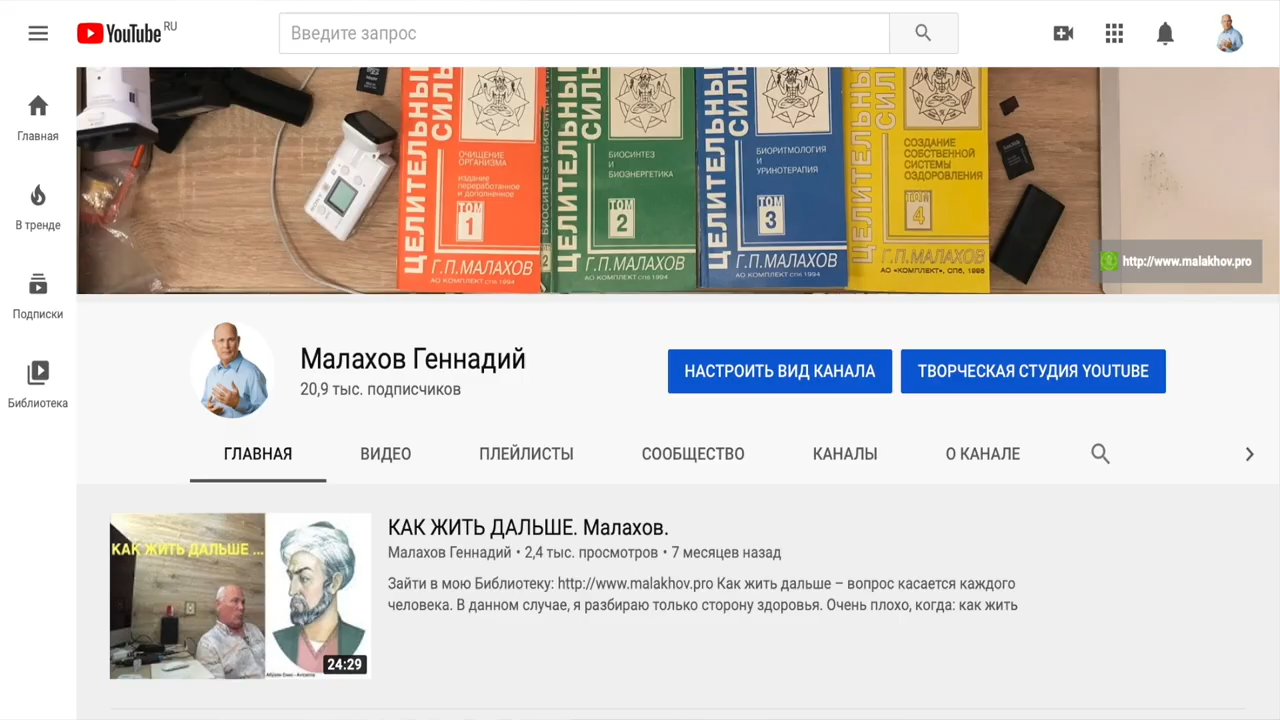 YouTube RU
Введите запрос
Главная
В тренде
Подписки
Библиотека
ЦЕЛИТЕЛЬНЫЕ
СИЛЫ
ОЧИЩЕНИЕ
ОРГАНИЗМА
издание
переработанное
и дополненное
ТОМ
1
Г.П.МАЛАХОВ
АО КОМПЛЕКТ СПб 1994
ЦЕЛИТЕЛЬНЫЕ
СИЛЫ
БИОСИНТЕЗ
И
БИОЭНЕРГЕТИКА
ТОМ
2
Г.П.МАЛАХОВ
АО КОМПЛЕКТ СПб 1994
ЦЕЛИТЕЛЬНЫЕ
СИЛЫ
БИОРИТМОЛОГИЯ
И
УРИНОТЕРАПИЯ
ТОМ
3
Г.П.МАЛАХОВ
АО КОМПЛЕКТ СПб 1994
ЦЕЛИТЕЛЬНЫЕ
СИЛЫ
СОЗДАНИЕ
СОБСТВЕННОЙ
СИСТЕМЫ
ОЗДОРОВЛЕНИЯ
ТОМ
4
Г.П.МАЛАХОВ
АО «КОМПЛЕКТ», СПб, 1995
http://www.malakhov.pro
Малахов Геннадий
20,9 тыс. подписчиков
НАСТРОИТЬ ВИД КАНАЛА
ТВОРЧЕСКАЯ СТУДИЯ YOUTUBE
ГЛАВНАЯ ВИДЕО ПЛЕЙЛИСТЫ СООБЩЕСТВО КАНАЛЫ О КАНАЛЕ
КАК ЖИТЬ ДАЛЬШЕ ...
24:29
КАК ЖИТЬ ДАЛЬШЕ. Малахов.
Малахов Геннадий • 2,4 тыс. просмотров • 7 месяцев назад
Зайти в мою Библиотеку: http://www.malakhov.pro Как жить дальше – вопрос касается каждого
человека. В данном случае, я разбираю только сторону здоровья. Очень плохо, когда: как жить